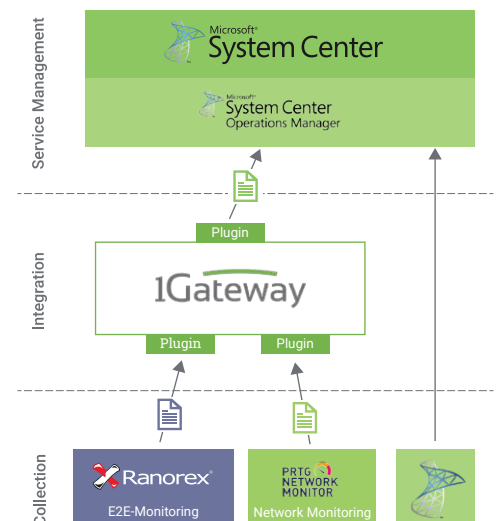 Service Management
Microsoft®
System Center
Microsoft®
System Center
Operations Manager
Integration
Plugin
1Gateway
Plugin
Plugin
Collection
Ranorex®
E2E-Monitoring
PRTG
NETWORK
MONITOR
Network Monitoring